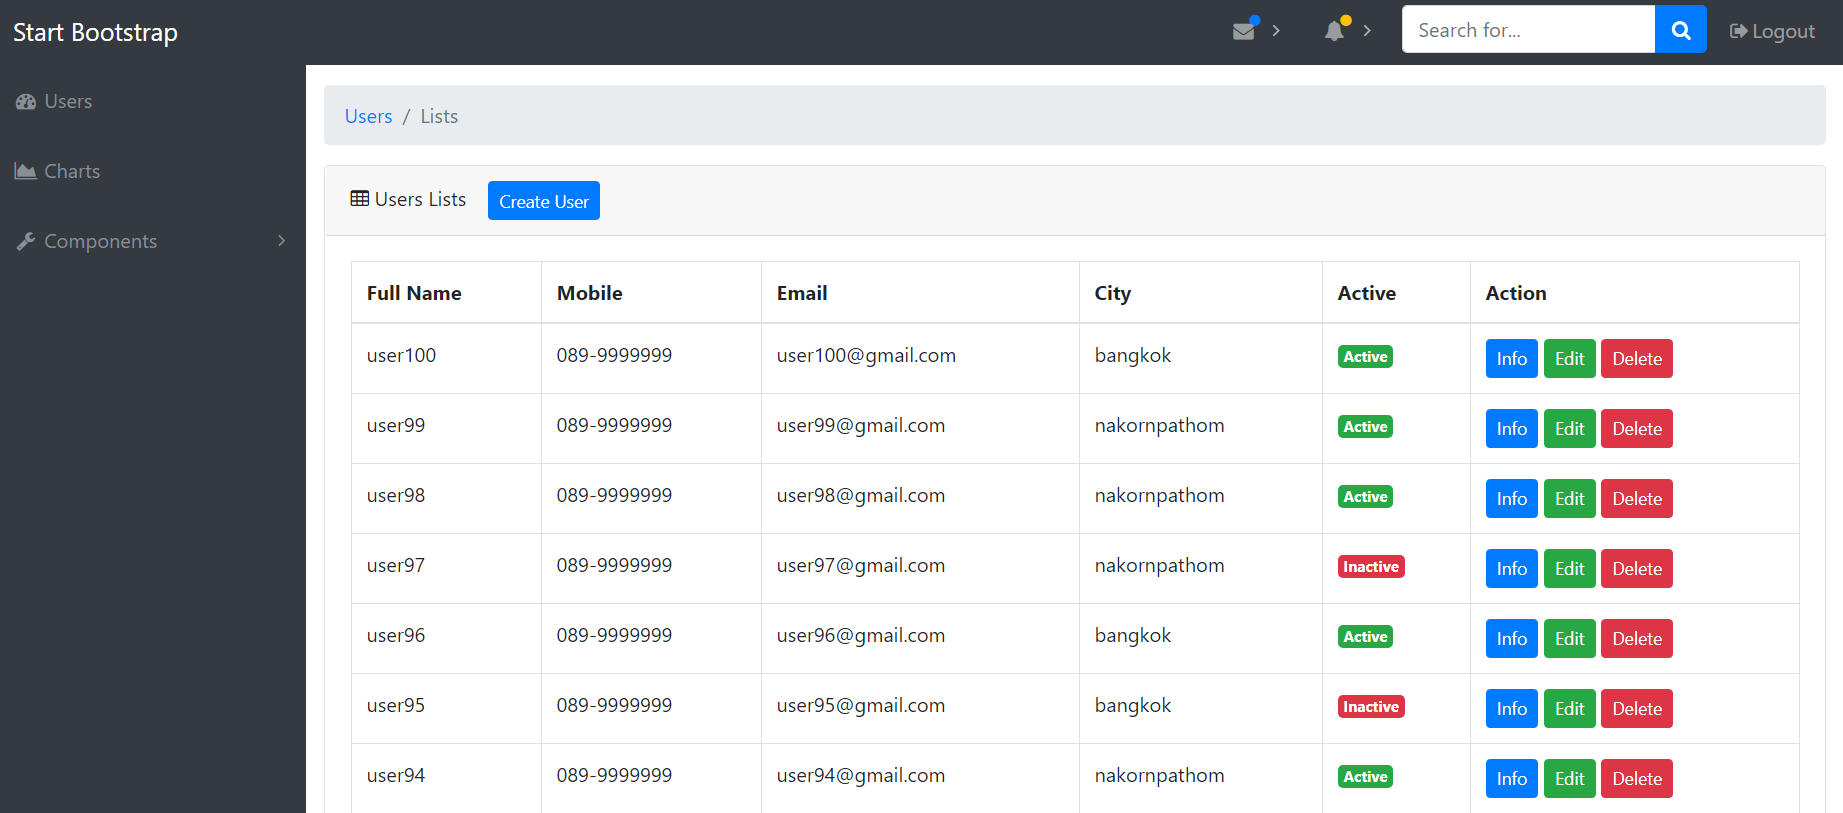 Start Bootstrap
Search for...
Logout
Users
Charts
Components
Users / Lists
Users Lists Create User
Full Name Mobile Email City Active Action
user100 089-9999999 user100@gmail.com bangkok Active Info Edit Delete
user99 089-9999999 user99@gmail.com nakornpathom Active Info Edit Delete
user98 089-9999999 user98@gmail.com nakornpathom Active Info Edit Delete
user97 089-9999999 user97@gmail.com nakornpathom Inactive Info Edit Delete
user96 089-9999999 user96@gmail.com bangkok Active Info Edit Delete
user95 089-9999999 user95@gmail.com bangkok Inactive Info Edit Delete
user94 089-9999999 user94@gmail.com nakornpathom Active Info Edit Delete